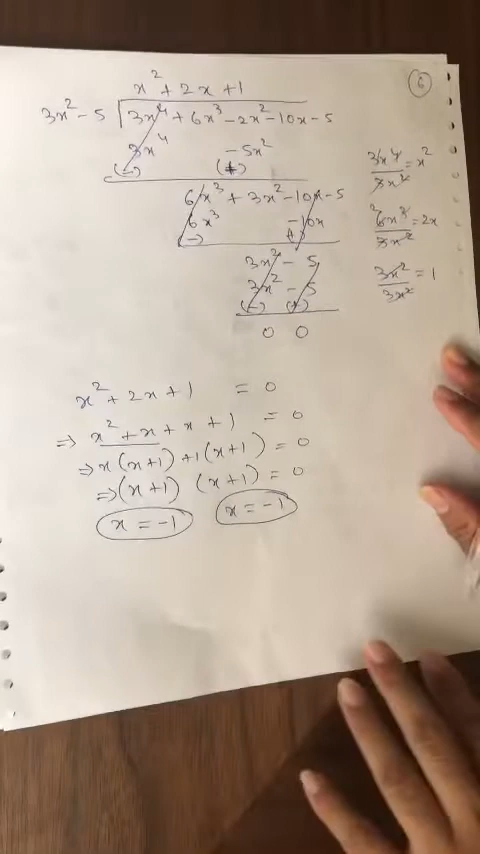 6
x² + 2x + 1
3x² - 5 | 3x⁴ + 6x³ - 2x² - 10x - 5
3x⁴ - 5x²
(-) (+)
6x³ + 3x² - 10x - 5
6x³ - 10x
(-) (+)
3x² - 5
3x² - 5
(-) (+)
0 0
3x⁴/3x² = x²
6x³/3x² = 2x
3x²/3x² = 1
x² + 2x + 1 = 0
⇒ x² + x + x + 1 = 0
⇒ x(x+1) + 1(x+1) = 0
⇒ (x+1) (x+1) = 0
x = -1 x = -1